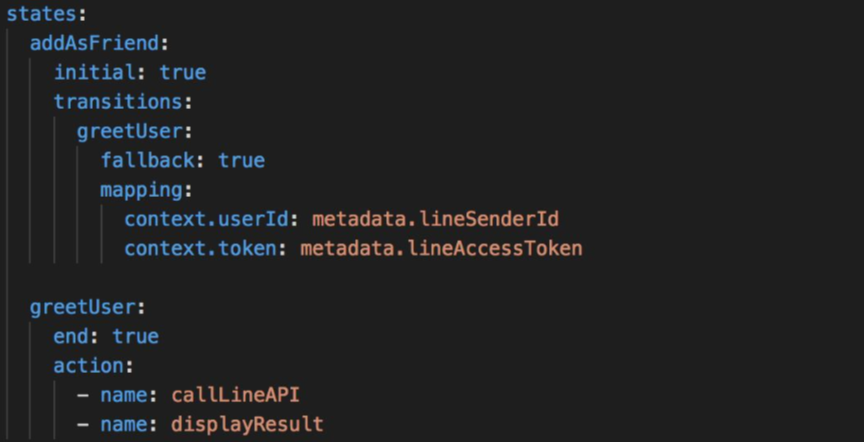 states:
addAsFriend:
initial: true
transitions:
greetUser:
fallback: true
mapping:
context.userId: metadata.lineSenderId
context.token: metadata.lineAccessToken
greetUser:
end: true
action:
- name: callLineAPI
- name: displayResult